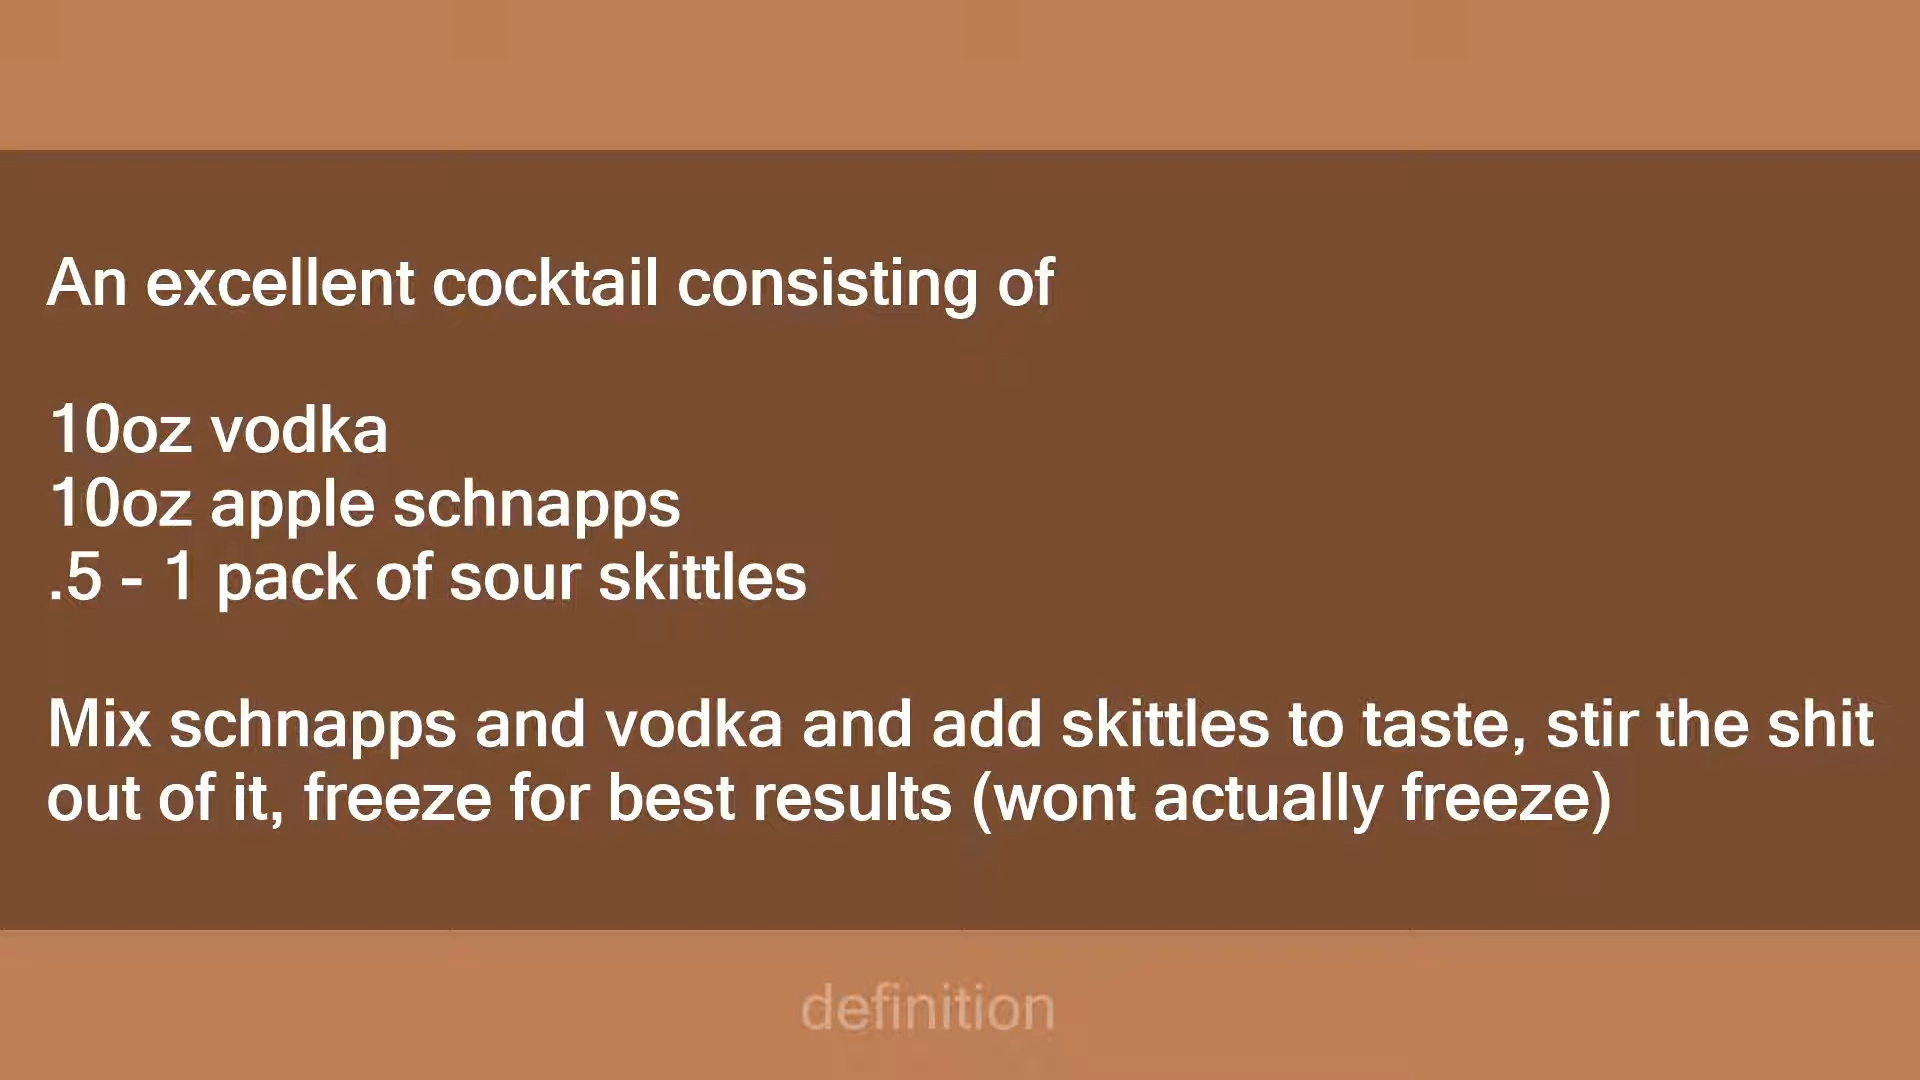 An excellent cocktail consisting of
10oz vodka
10oz apple schnapps
.5 - 1 pack of sour skittles
Mix schnapps and vodka and add skittles to taste, stir the shit
out of it, freeze for best results (wont actually freeze)
definition